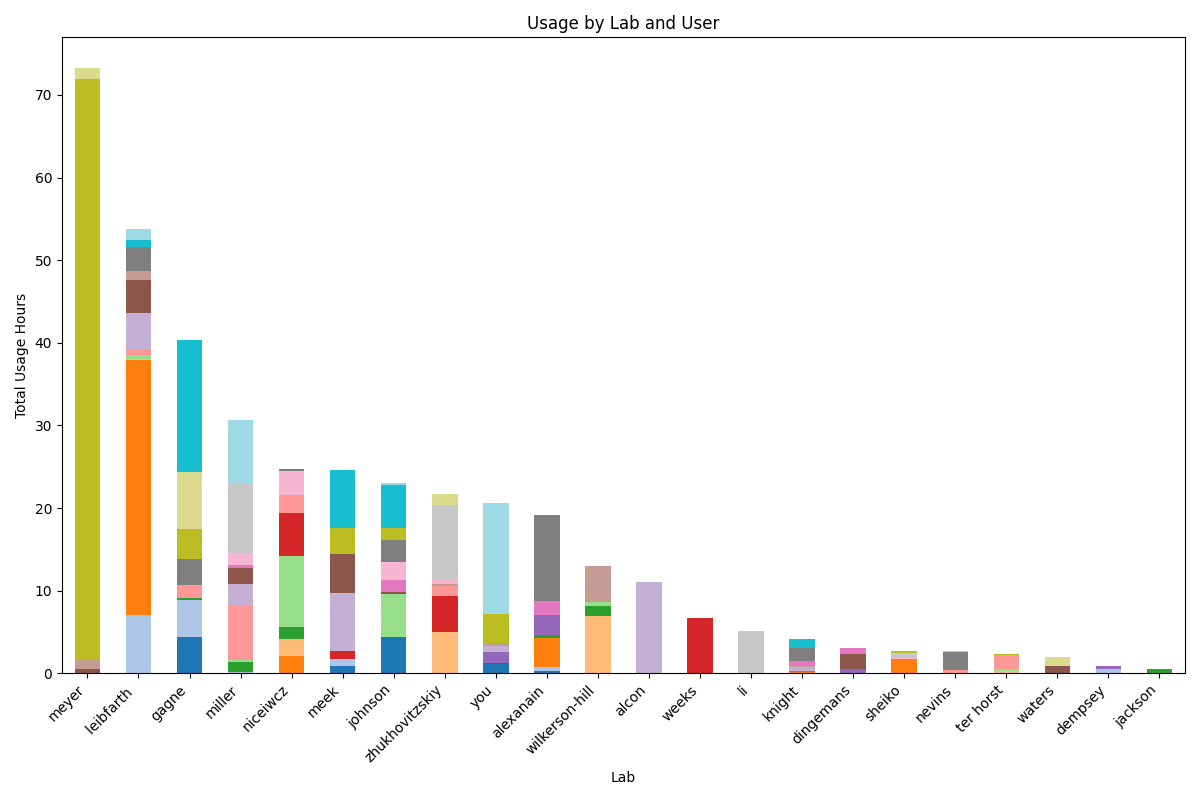 Usage by Lab and User
Total Usage Hours
70
60
50
40
30
20
10
0
meyer
leibfarth
gagne
miller
niceiwcz
meek
johnson
zhukhovitzskiy
you
alexanain
wilkerson-hill
alcon
weeks
li
knight
dingemans
sheiko
nevins
ter horst
waters
dempsey
jackson
Lab